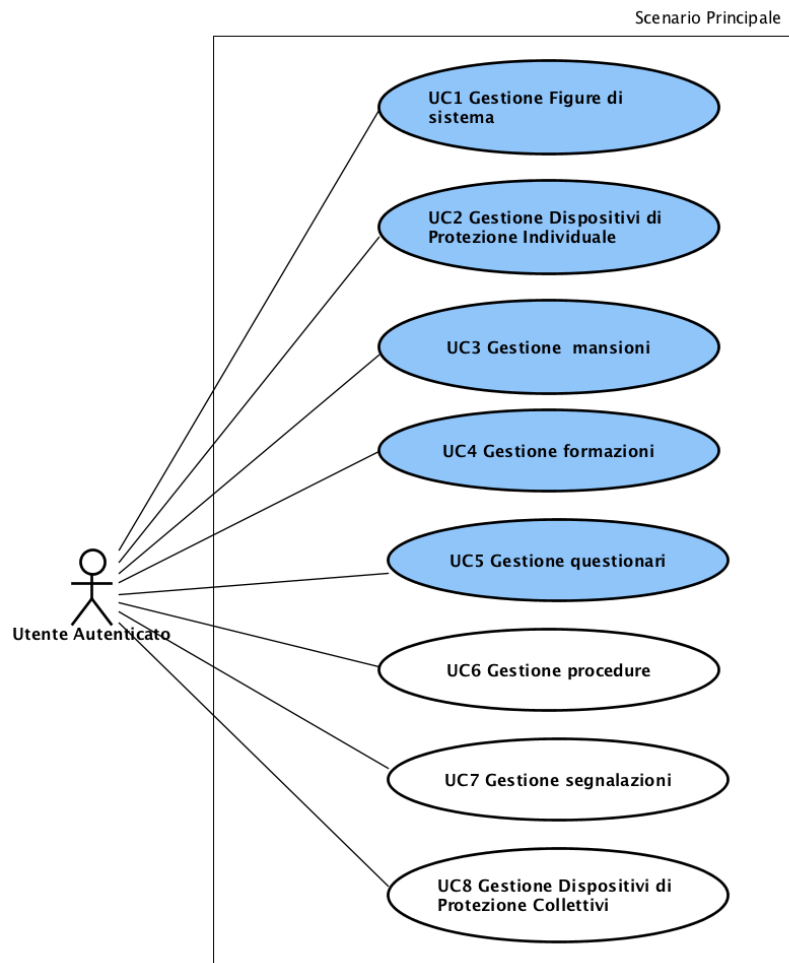 Scenario Principale
UC1 Gestione Figure di
sistema
UC2 Gestione Dispositivi di
Protezione Individuale
UC3 Gestione  mansioni
UC4 Gestione formazioni
UC5 Gestione questionari
Utente Autenticato
UC6 Gestione procedure
UC7 Gestione segnalazioni
UC8 Gestione Dispositivi di
Protezione Collettivi